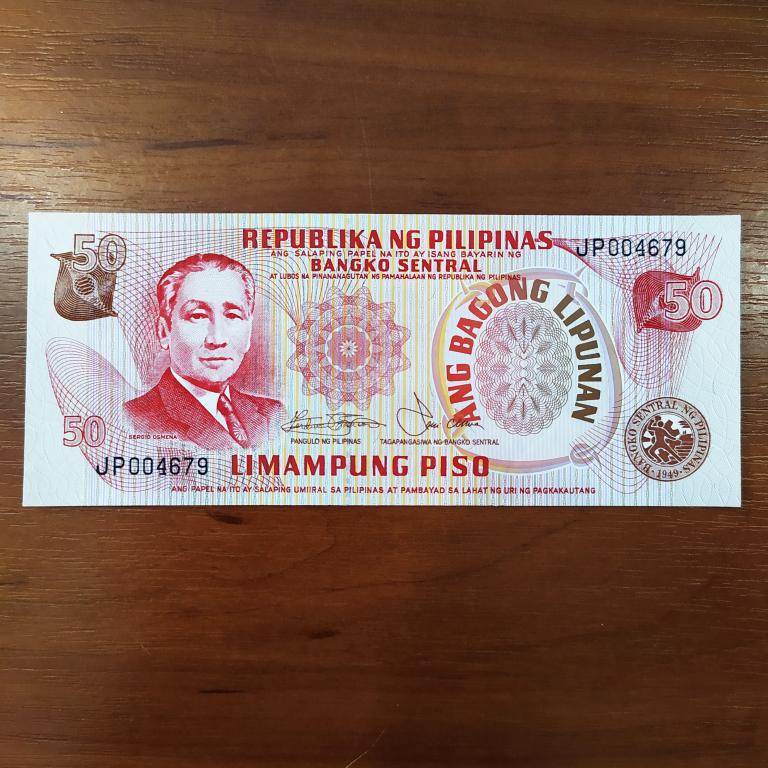 50
REPUBLIKA NG PILIPINAS
JP004679
ANG SALAPING PAPEL NA ITO AY ISANG BAYARIN NG
BANGKO SENTRAL
AT LUBOS NA PINANANAGUTAN NG PAMAHALAAN NG REPUBLIKA NG PILIPINAS
50
ANG BAGONG LIPUNAN
50
SERGIO OSMEÑA
PANGULO NG PILIPINAS
TAGAPANGASIWA NG BANGKO SENTRAL
BANGKO SENTRAL NG PILIPINAS
1949
JP004679
LIMAMPUNG PISO
ANG PAPEL NA ITO AY SALAPING UMIIRAL SA PILIPINAS AT PAMBAYAD SA LAHAT NG URI NG PAGKAKAUTANG